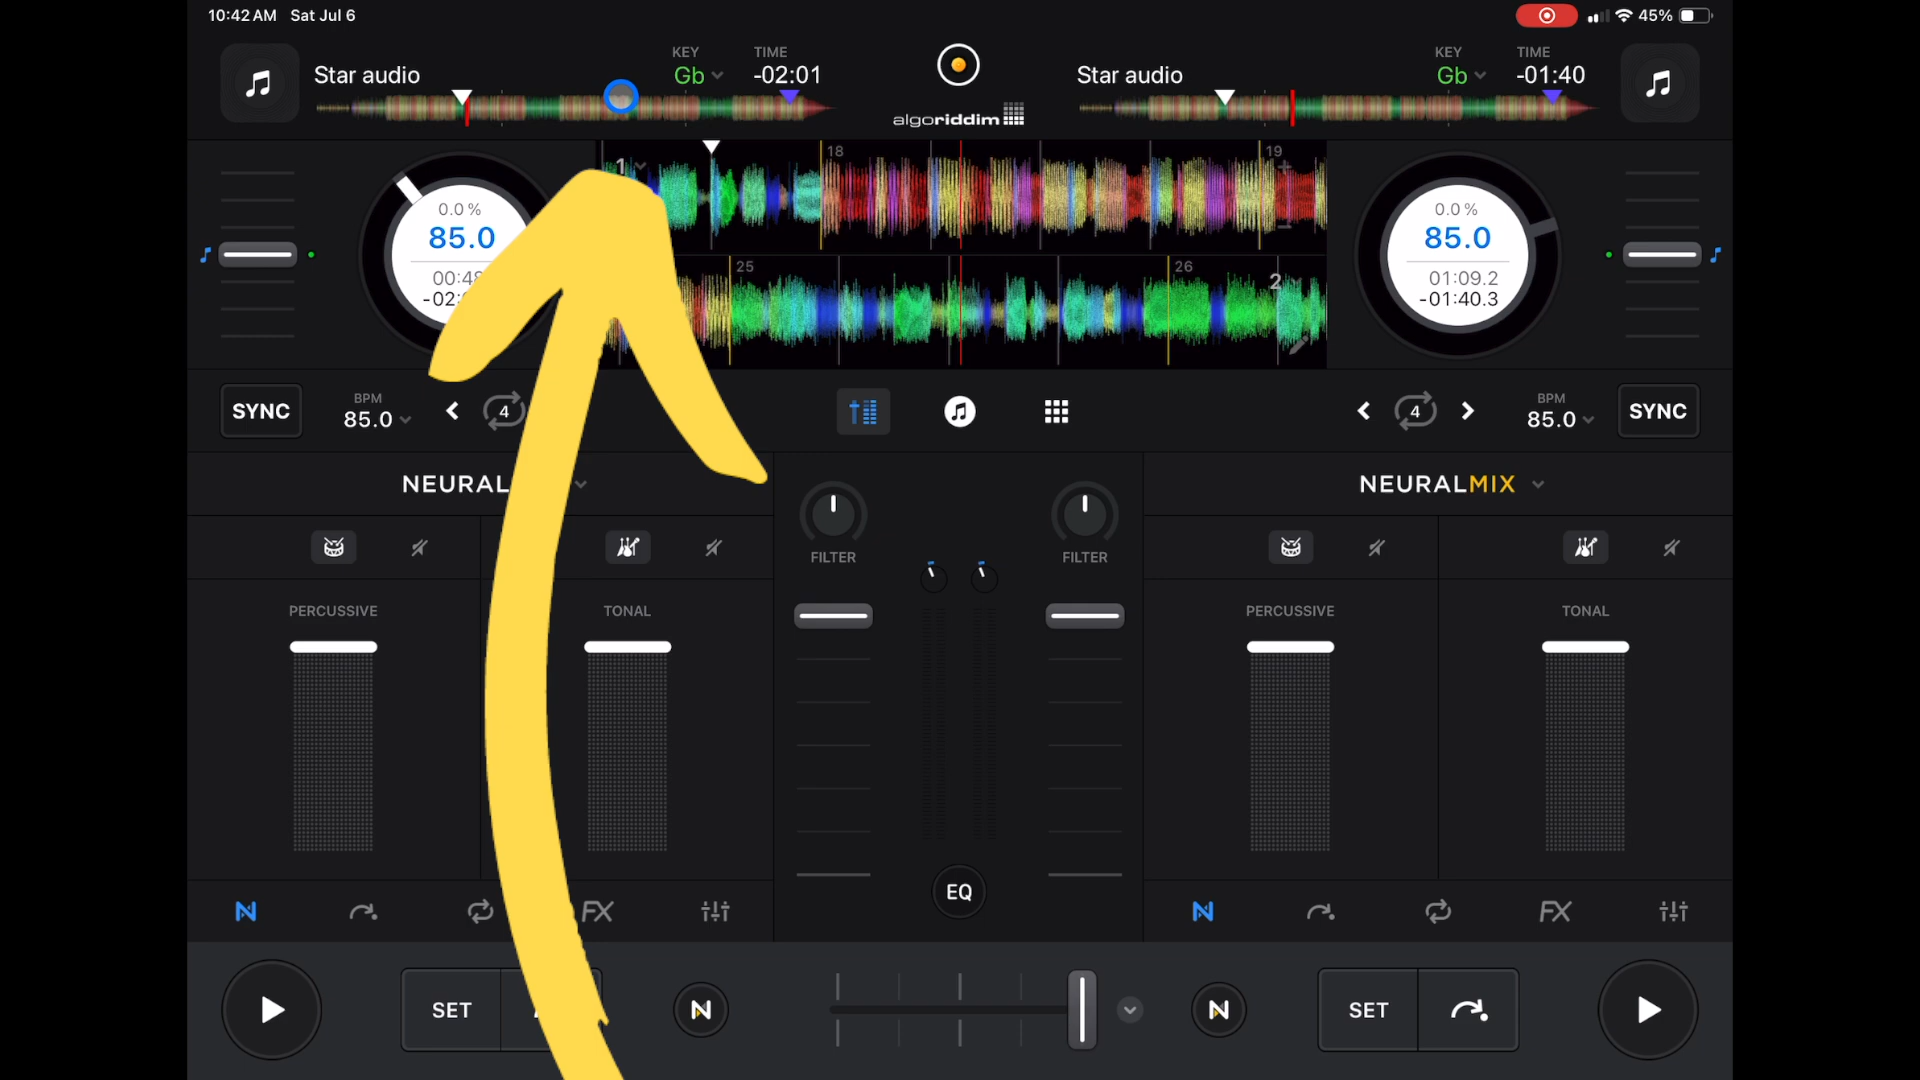 10:42 AM Sat Jul 6
45%
Star audio
KEY
Gb
TIME
-02:01
algoriddim
Star audio
KEY
Gb
TIME
-01:40
1
18
19
25
26
2
0.0 %
85.0
0.0 %
85.0
01:09.2
-01:40.3
SYNC
BPM
85.0
4
4
BPM
85.0
SYNC
NEURAL
NEURALMIX
FILTER
FILTER
PERCUSSIVE
TONAL
PERCUSSIVE
TONAL
EQ
FX
FX
SET
SET